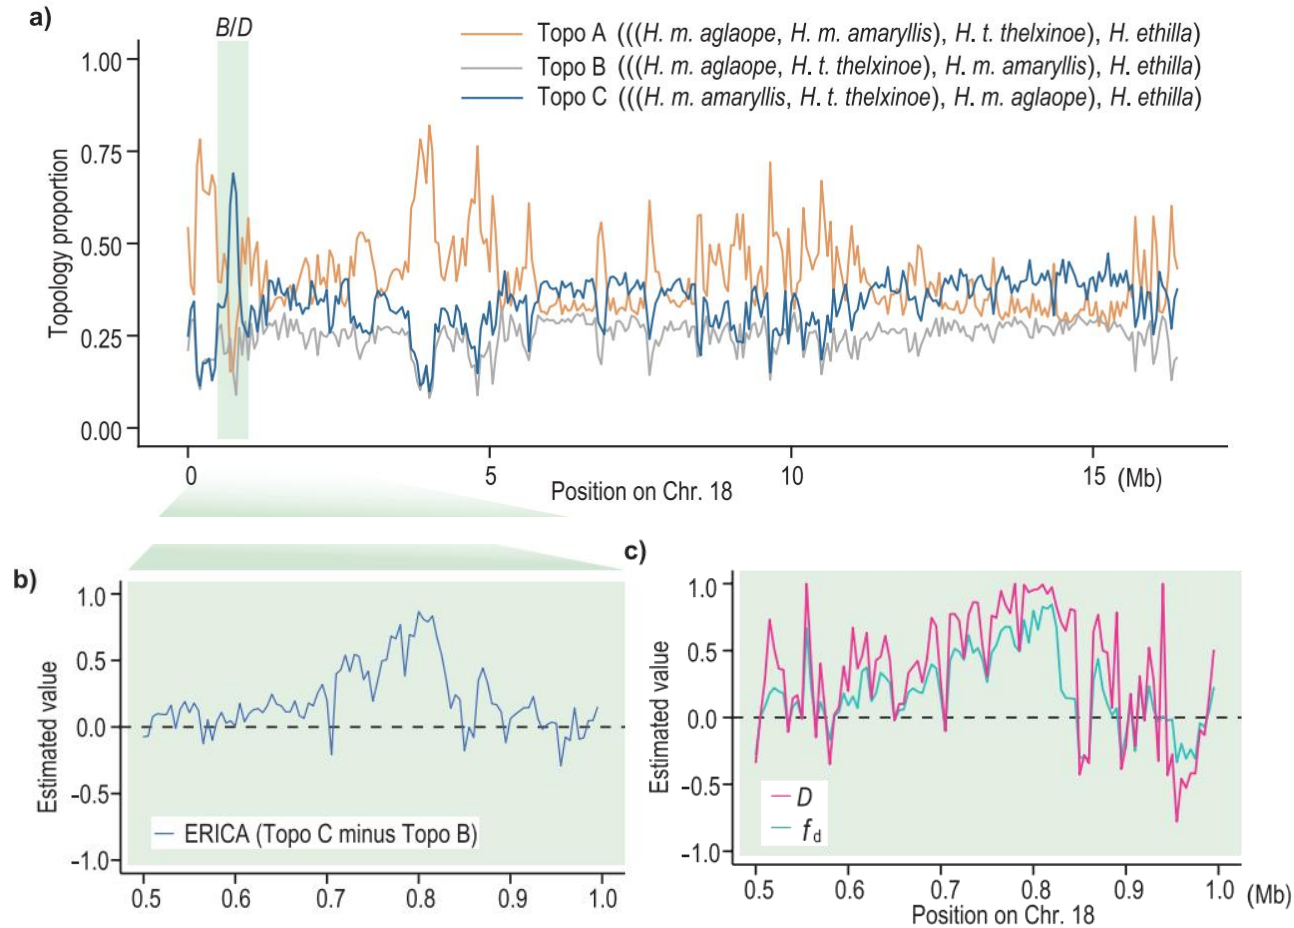 a)
B/D
Topo A (((H. m. aglaope, H. m. amaryllis), H. t. thelxinoe), H. ethilla)
Topo B (((H. m. aglaope, H. t. thelxinoe), H. m. amaryllis), H. ethilla)
Topo C (((H. m. amaryllis, H. t. thelxinoe), H. m. aglaope), H. ethilla)
Topology proportion
1.00
0.75
0.50
0.25
0.00
0 5 10 15 (Mb)
Position on Chr. 18
b)
Estimated value
1.0
0.5
0.0
-0.5
-1.0
ERICA (Topo C minus Topo B)
0.5 0.6 0.7 0.8 0.9 1.0
c)
Estimated value
1.0
0.5
0.0
-0.5
-1.0
D
fd
0.5 0.6 0.7 0.8 0.9 1.0 (Mb)
Position on Chr. 18